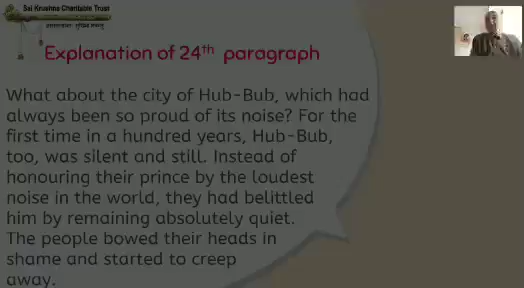 Sai Krushna Charitable Trust
Explanation of 24th paragraph
What about the city of Hub-Bub, which had
always been so proud of its noise? For the
first time in a hundred years, Hub-Bub,
too, was silent and still. Instead of
honouring their prince by the loudest
noise in the world, they had belittled
him by remaining absolutely quiet.
The people bowed their heads in
shame and started to creep
away.